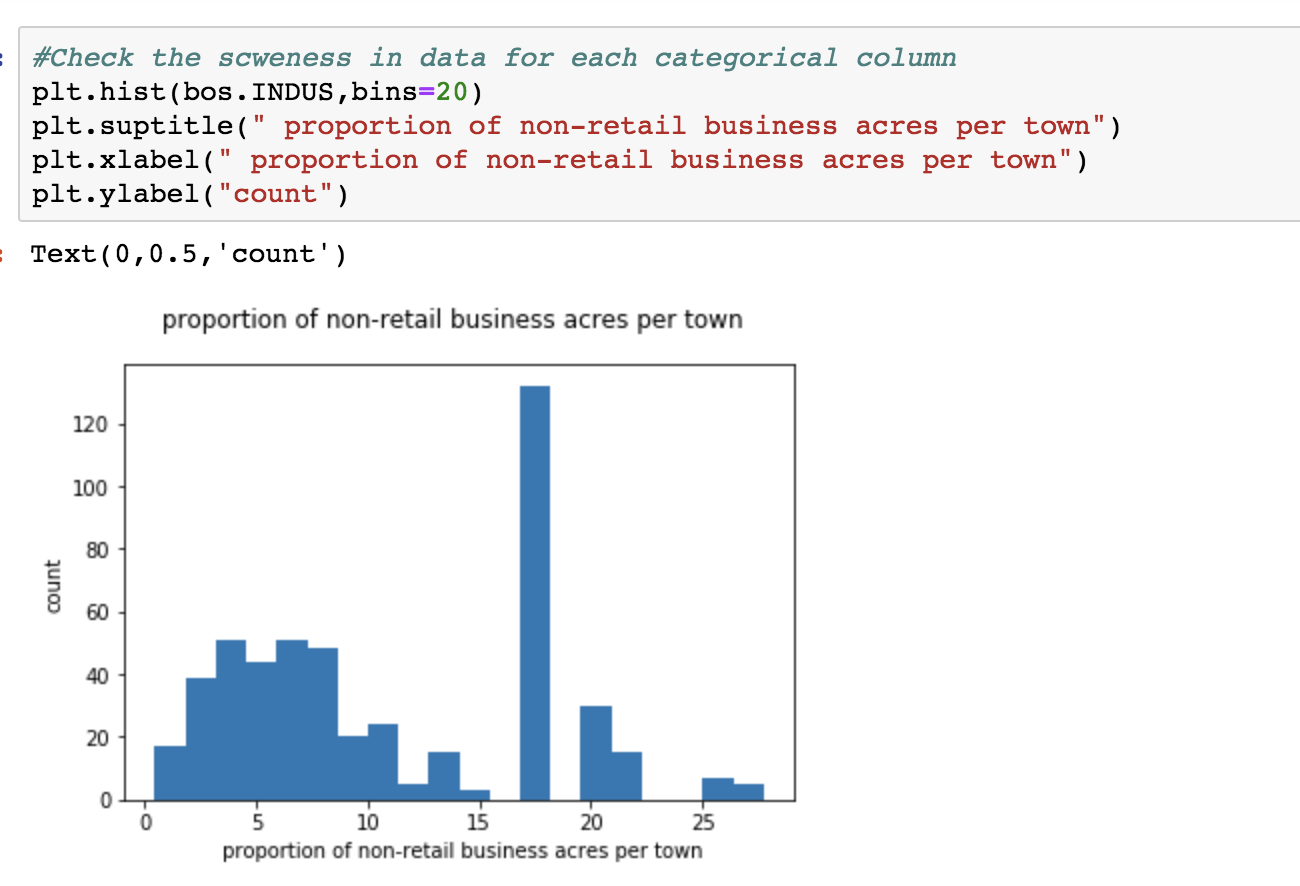 #Check the scweness in data for each categorical column
plt.hist(bos.INDUS,bins=20)
plt.suptitle(" proportion of non-retail business acres per town")
plt.xlabel(" proportion of non-retail business acres per town")
plt.ylabel("count")
Text(0,0.5,'count')
proportion of non-retail business acres per town
120
100
80
60
40
20
0
count
0 5 10 15 20 25
proportion of non-retail business acres per town